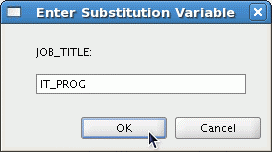 Enter Substitution Variable
JOB_TITLE:
IT_PROG
OK
Cancel